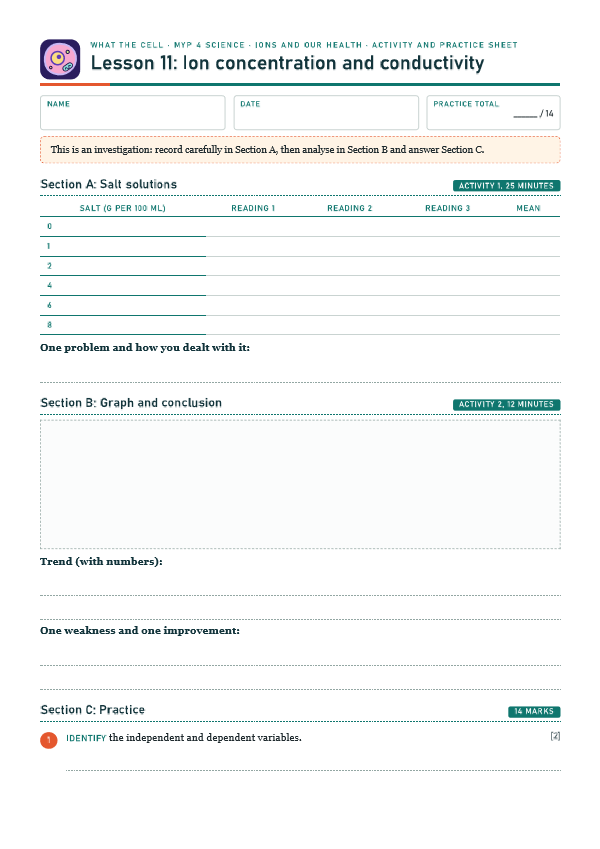 WHAT THE CELL · MYP 4 SCIENCE · IONS AND OUR HEALTH · ACTIVITY AND PRACTICE SHEET
Lesson 11: Ion concentration and conductivity
NAME DATE PRACTICE TOTAL
_____ / 14
This is an investigation: record carefully in Section A, then analyse in Section B and answer Section C.
Section A: Salt solutions ACTIVITY 1, 25 MINUTES
SALT (G PER 100 ML) READING 1 READING 2 READING 3 MEAN
0
1
2
4
6
8
One problem and how you dealt with it:
Section B: Graph and conclusion ACTIVITY 2, 12 MINUTES
Trend (with numbers):
One weakness and one improvement:
Section C: Practice 14 MARKS
1 IDENTIFY the independent and dependent variables. [2]